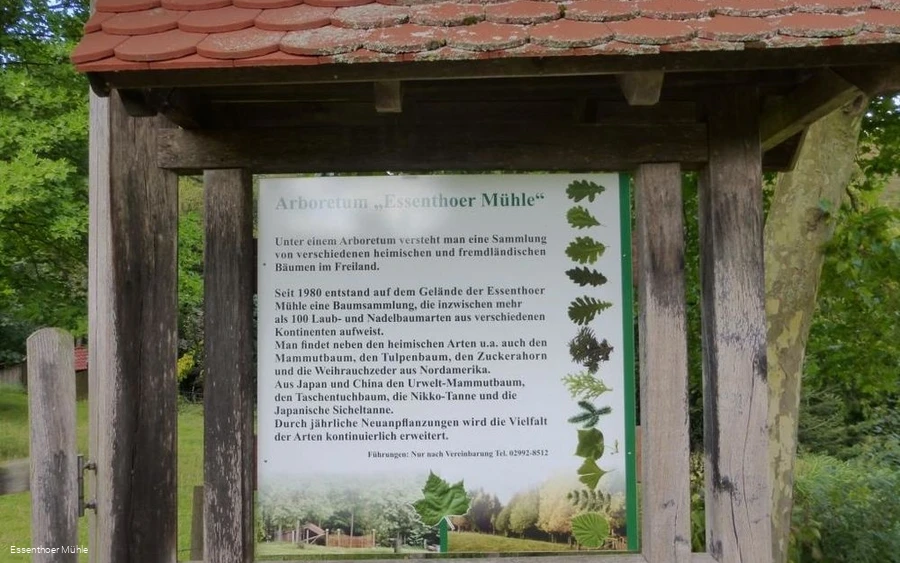 Arboretum „Essenthoer Mühle“
Unter einem Arboretum versteht man eine Sammlung
von verschiedenen heimischen und fremdländischen
Bäumen im Freiland.
Seit 1980 entstand auf dem Gelände der Essenthoer
Mühle eine Baumsammlung, die inzwischen mehr
als 100 Laub- und Nadelbaumarten aus verschiedenen
Kontinenten aufweist.
Man findet neben den heimischen Arten u.a. auch den
Mammutbaum, den Tulpenbaum, den Zuckerahorn
und die Weihrauchzeder aus Nordamerika.
Aus Japan und China den Urwelt-Mammutbaum,
den Taschentuchbaum, die Nikko-Tanne und die
Japanische Sicheltanne.
Durch jährliche Neuanpflanzungen wird die Vielfalt
der Arten kontinuierlich erweitert.
Führungen: Nur nach Vereinbarung Tel. 02992-8512
Essenthoer Mühle